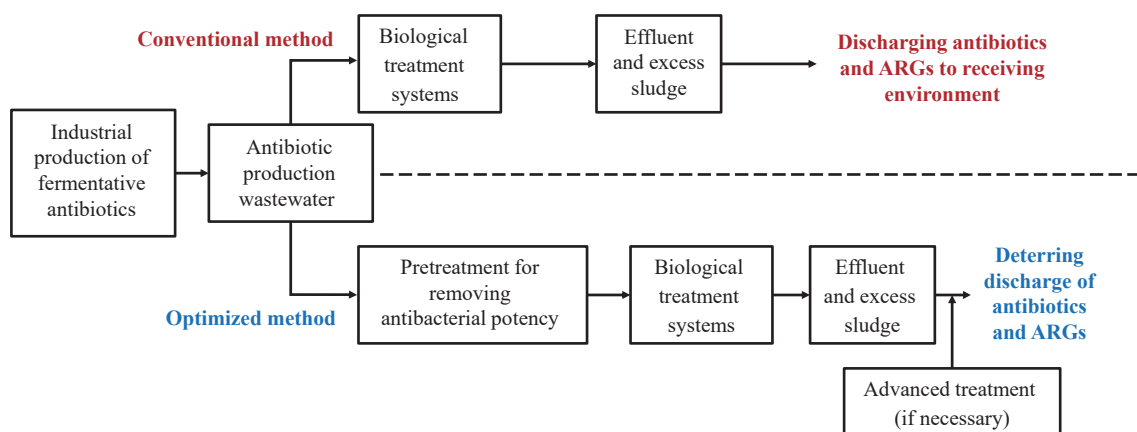 Conventional method
Biological
treatment
systems
Effluent
and excess
sludge
Discharging antibiotics
and ARGs to receiving
environment
Industrial
production of
fermentative
antibiotics
Antibiotic
production
wastewater
Optimized method
Pretreatment for
removing
antibacterial potency
Biological
treatment
systems
Effluent
and excess
sludge
Deterring
discharge of
antibiotics
and ARGs
Advanced treatment
(if necessary)